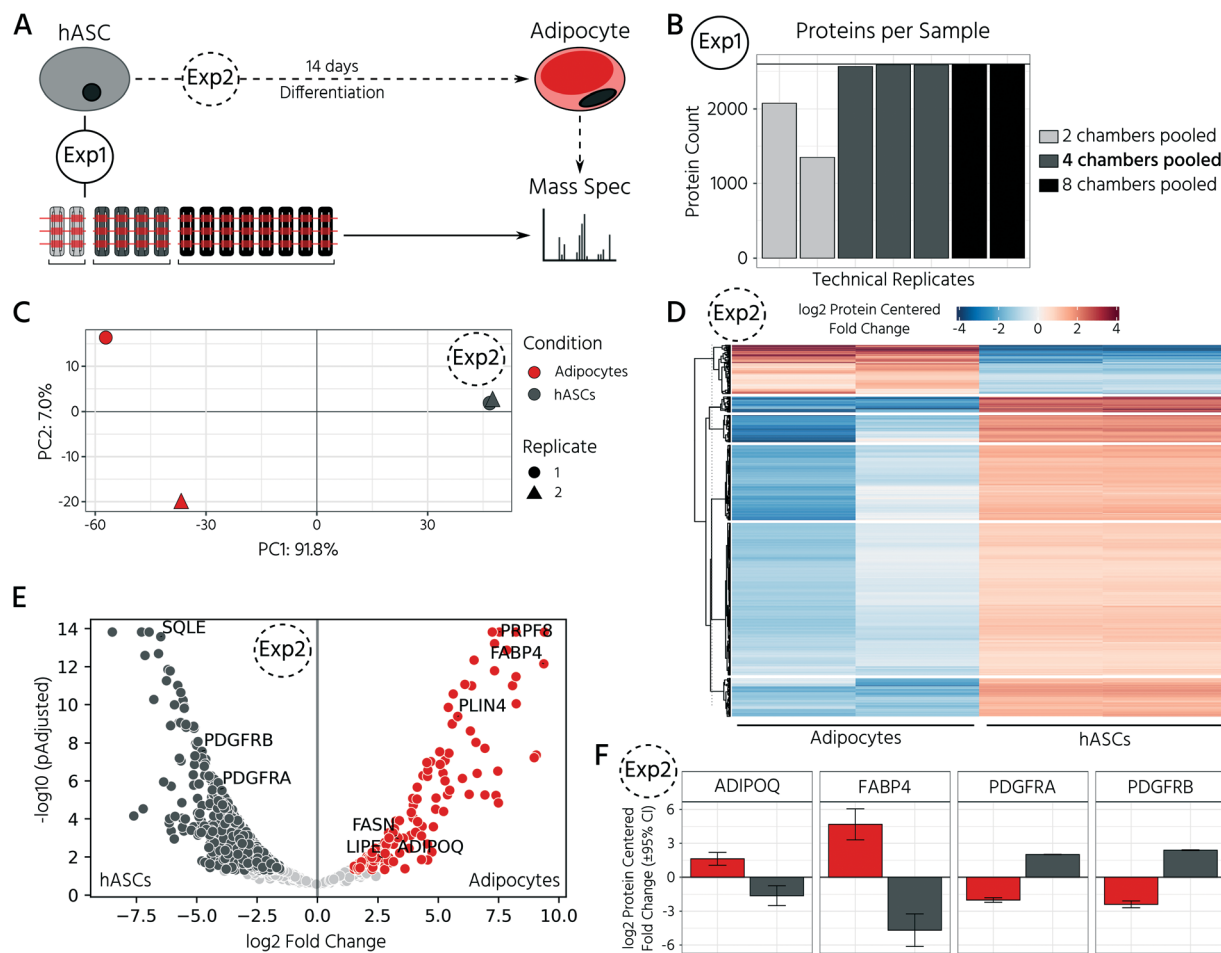 A
hASC
Exp2
14 days
Differentiation
Adipocyte
Exp1
Mass Spec
B
Exp1
Proteins per Sample
Protein Count
2000
1000
0
Technical Replicates
2 chambers pooled
4 chambers pooled
8 chambers pooled
C
Exp2
PC2: 7.0%
10
0
-10
-20
-60
-30
0
30
PC1: 91.8%
Condition
Adipocytes
hASCs
Replicate
1
2
D
Exp2
log2 Protein Centered
Fold Change
-4
-2
0
2
4
Adipocytes
hASCs
E
Exp2
-log10 (pAdjusted)
14
12
10
8
6
4
2
0
SQLE
PRPF8
FABP4
PLIN4
PDGFRB
PDGFRA
FASN
LIPE
ADIPOQ
hASCs
Adipocytes
-7.5
-5.0
-2.5
0.0
2.5
5.0
7.5
10.0
log2 Fold Change
F
Exp2
log2 Protein Centered
Fold Change (±95% CI)
6
3
0
-3
-6
ADIPOQ
FABP4
PDGFRA
PDGFRB